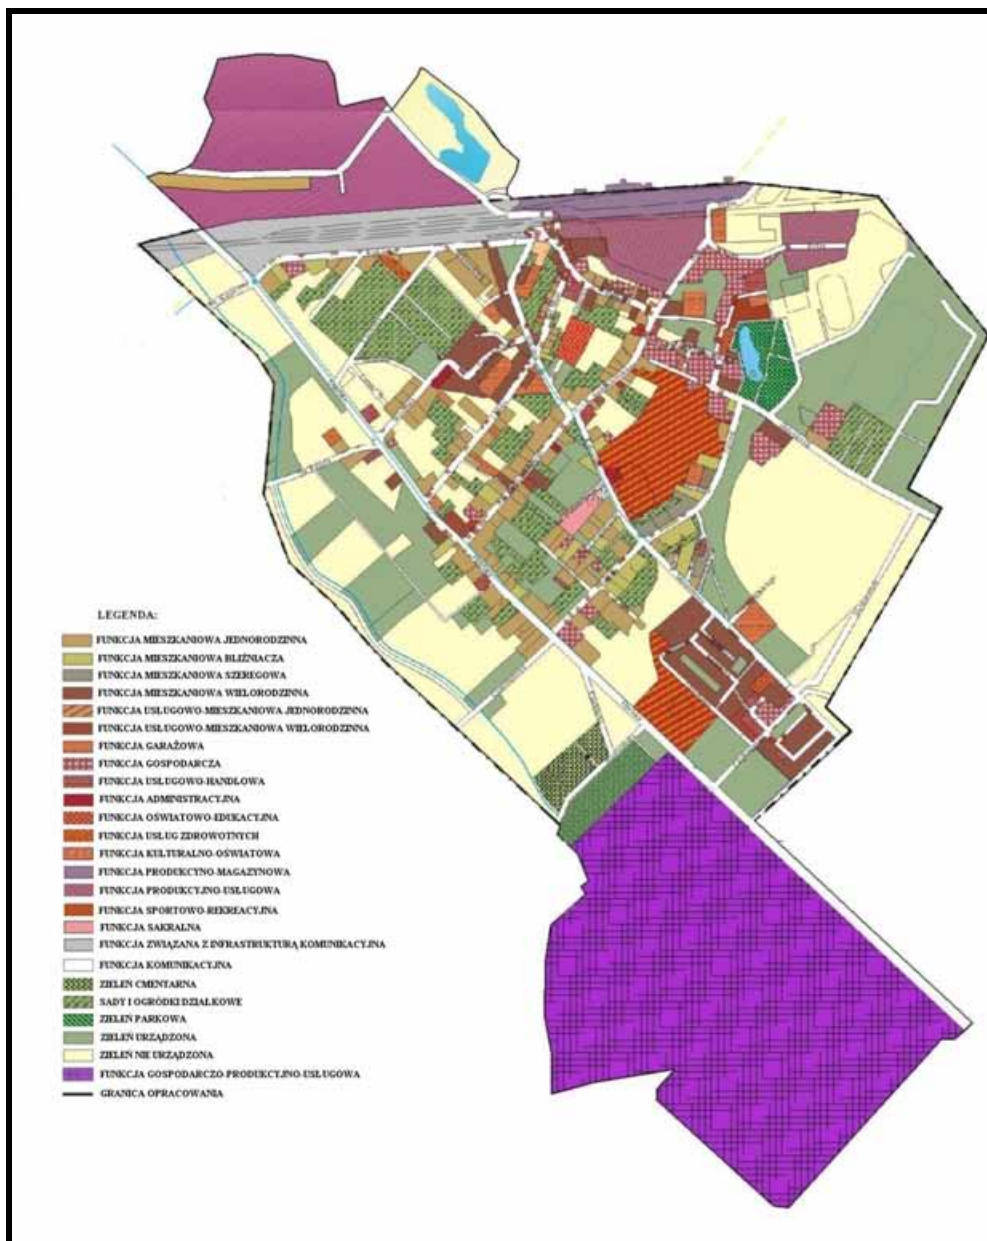 LEGENDA:
FUNKCJA MIESZKANIOWA JEDNORODZINNA
FUNKCJA MIESZKANIOWA BLIŹNIACZA
FUNKCJA MIESZKANIOWA SZEREGOWA
FUNKCJA MIESZKANIOWA WIELORODZINNA
FUNKCJA USŁUGOWO-MIESZKANIOWA JEDNORODZINNA
FUNKCJA USŁUGOWO-MIESZKANIOWA WIELORODZINNA
FUNKCJA GARAŻOWA
FUNKCJA GOSPODARCZA
FUNKCJA USŁUGOWO-HANDLOWA
FUNKCJA ADMINISTRACYJNA
FUNKCJA OŚWIATOWO-EDUKACYJNA
FUNKCJA USŁUG ZDROWOTNYCH
FUNKCJA KULTURALNO-OŚWIATOWA
FUNKCJA PRODUKCYNO-MAGAZYNOWA
FUNKCJA PRODUKCYJNO-USŁUGOWA
FUNKCJA SPORTOWO-REKREACYJNA
FUNKCJA SAKRALNA
FUNKCJA ZWIĄZANA Z INFRASTRUKTURĄ KOMUNIKACYJNA
FUNKCJA KOMUNIKACYJNA
ZIELEŃ CMENTARNA
SADY I OGRÓDKI DZIAŁKOWE
ZIELEŃ PARKOWA
ZIELEŃ URZĄDZONA
ZIELEŃ NIE URZĄDZONA
FUNKCJA GOSPODARCZO-PRODUKCYJNO-USŁUGOWA
GRANICA OPRACOWANIA